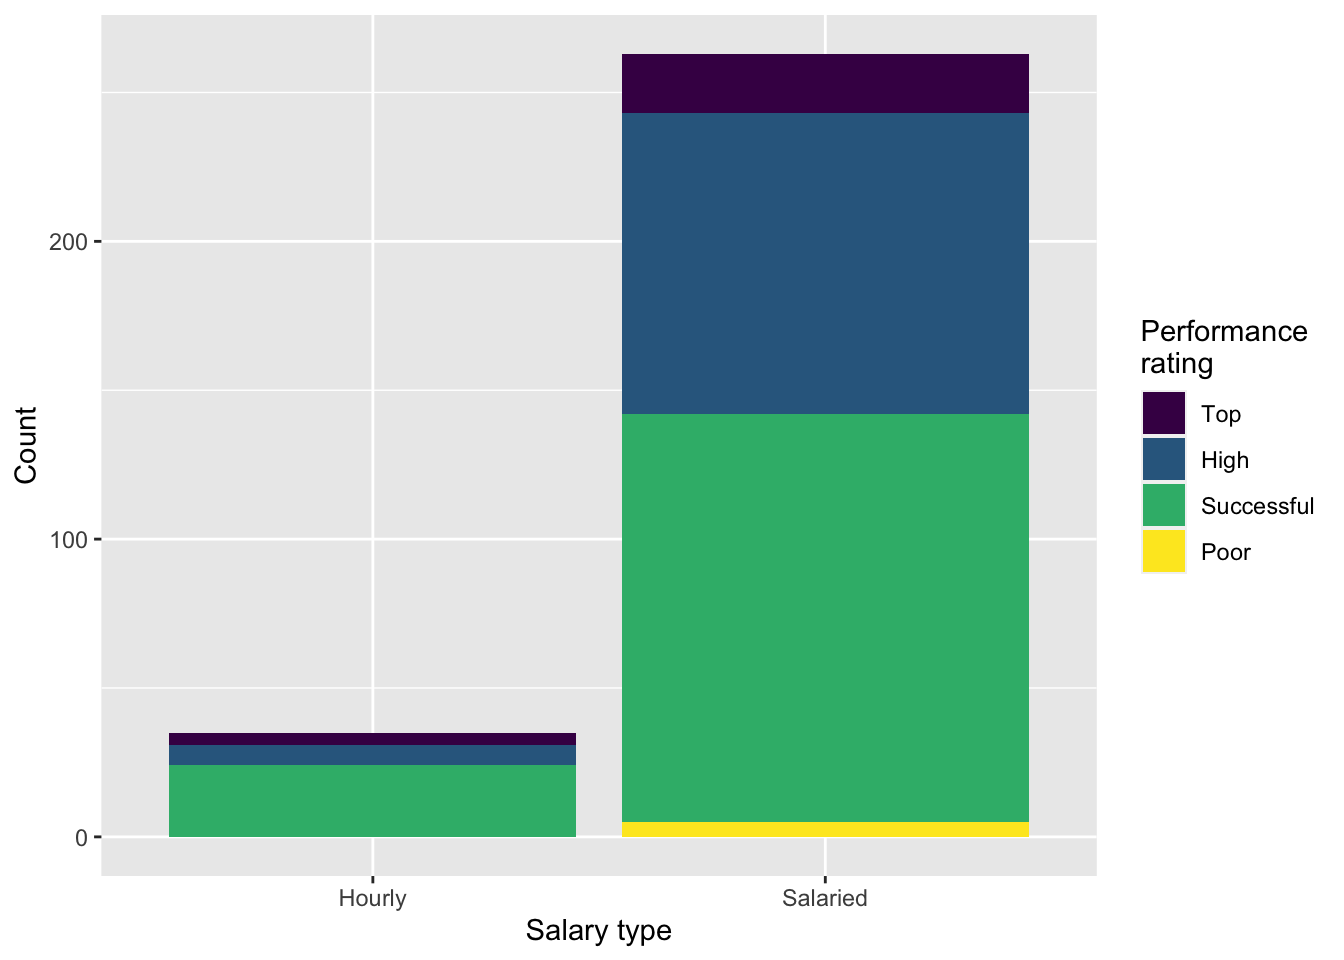 200
100
0
Count
Hourly
Salaried
Salary type
Performance
rating
Top
High
Successful
Poor